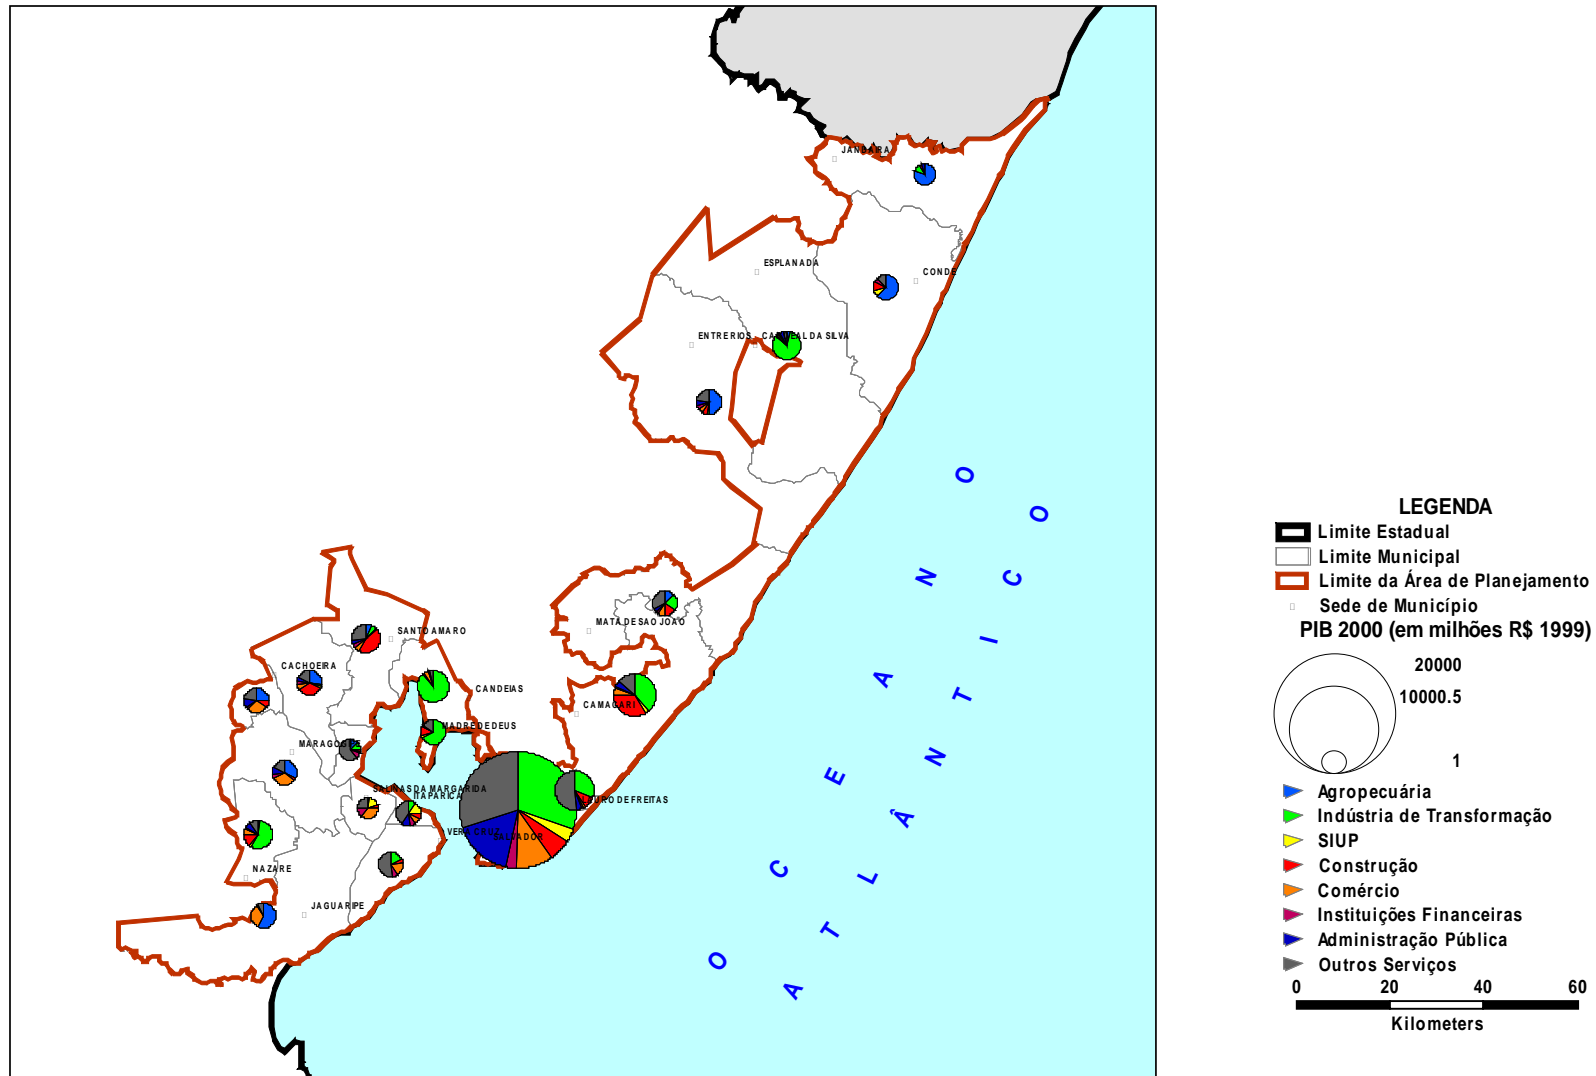 JANDAIRA
ESPLANADA
CONDE
ENTRE RIOS
CARDEAL DA SILVA
MATA DE SAO JOAO
SANTO AMARO
CACHOEIRA
CANDEIAS
CAMACARI
MADRE DE DEUS
MARAGOGIPE
SALINAS DA MARGARIDA
ITAPARICA
LAURO DE FREITAS
VERA CRUZ
SALVADOR
NAZARE
JAGUARIPE
OCEANO
ATLÂNTICO
LEGENDA
Limite Estadual
Limite Municipal
Limite da Área de Planejamento
Sede de Município
PIB 2000 (em milhões R$ 1999)
20000
10000.5
1
Agropecuária
Indústria de Transformação
SIUP
Construção
Comércio
Instituições Financeiras
Administração Pública
Outros Serviços
0 20 40 60
Kilometers